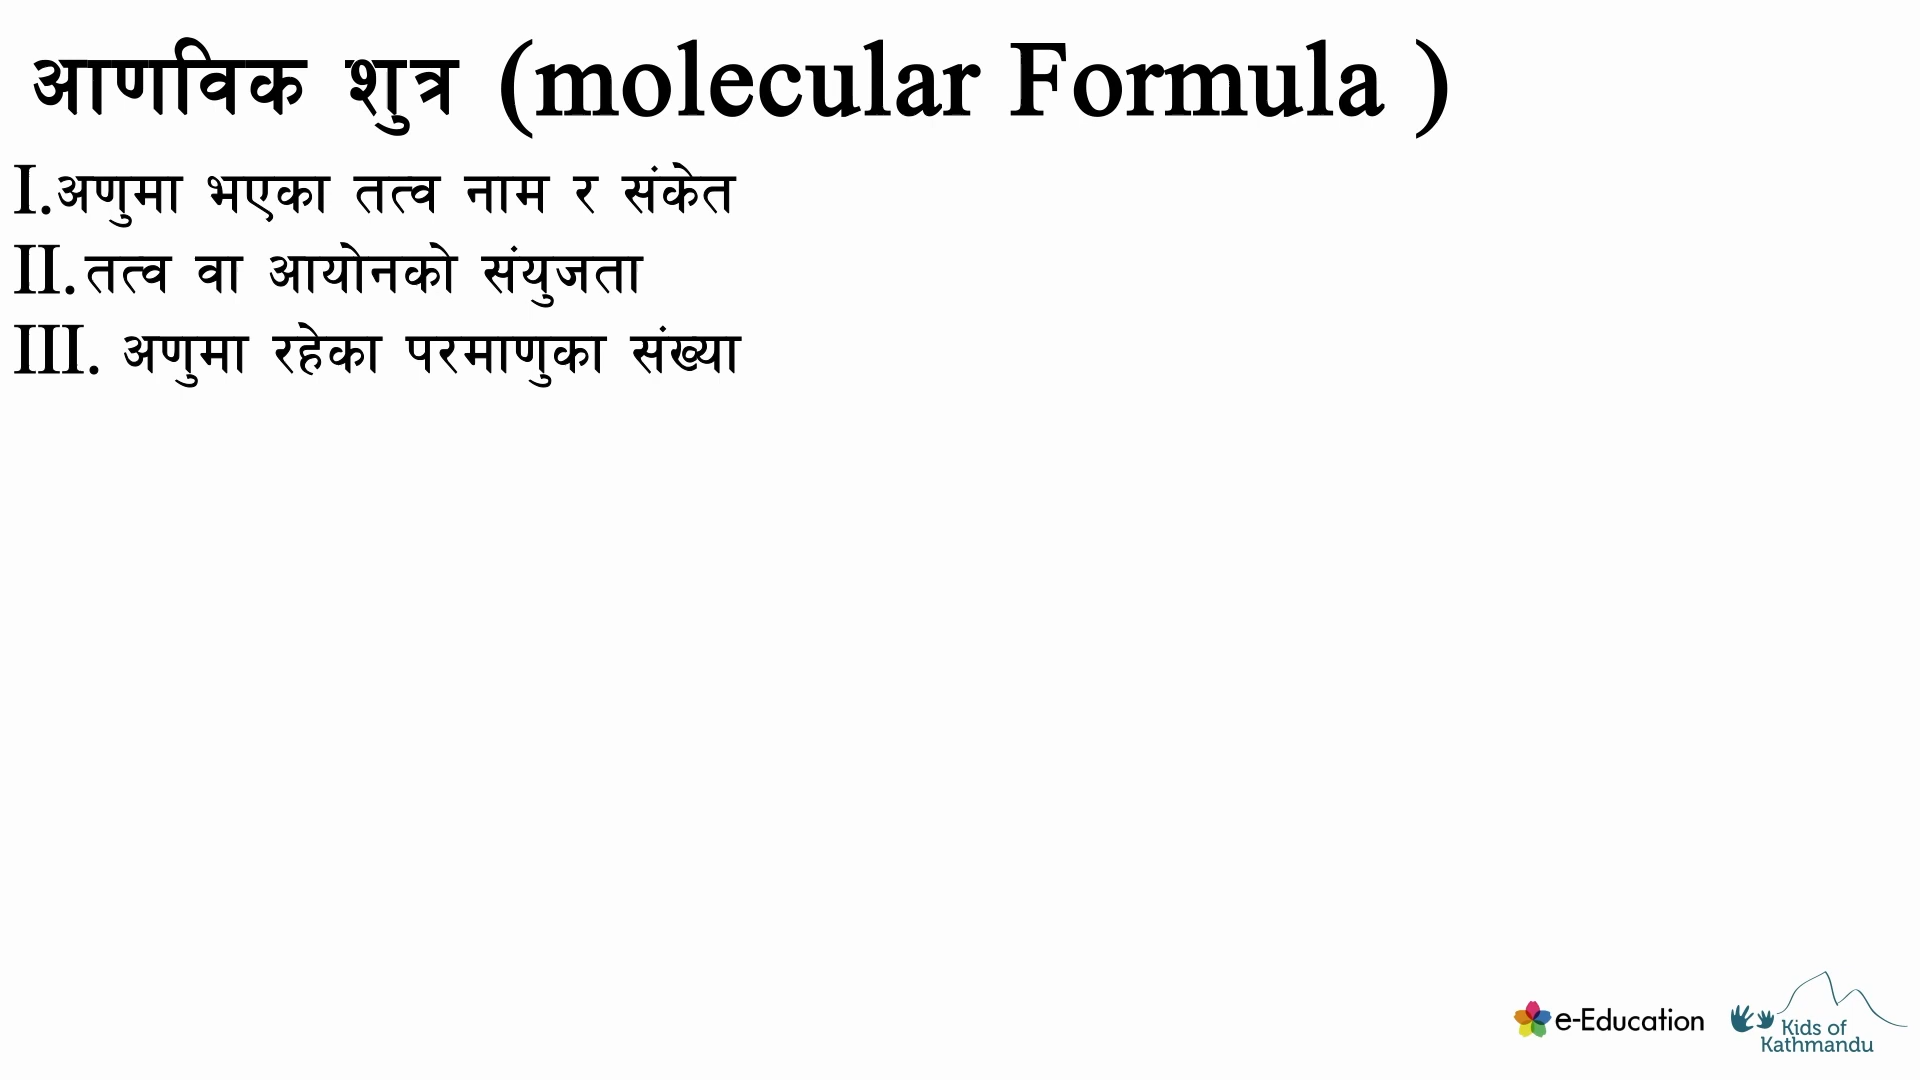 आणविक शुत्र (molecular Formula )
I.अणुमा भएका तत्व नाम र संकेत
II.तत्व वा आयोनको संयुजता
III. अणुमा रहेका परमाणुका संख्या
e-Education
Kids of
Kathmandu